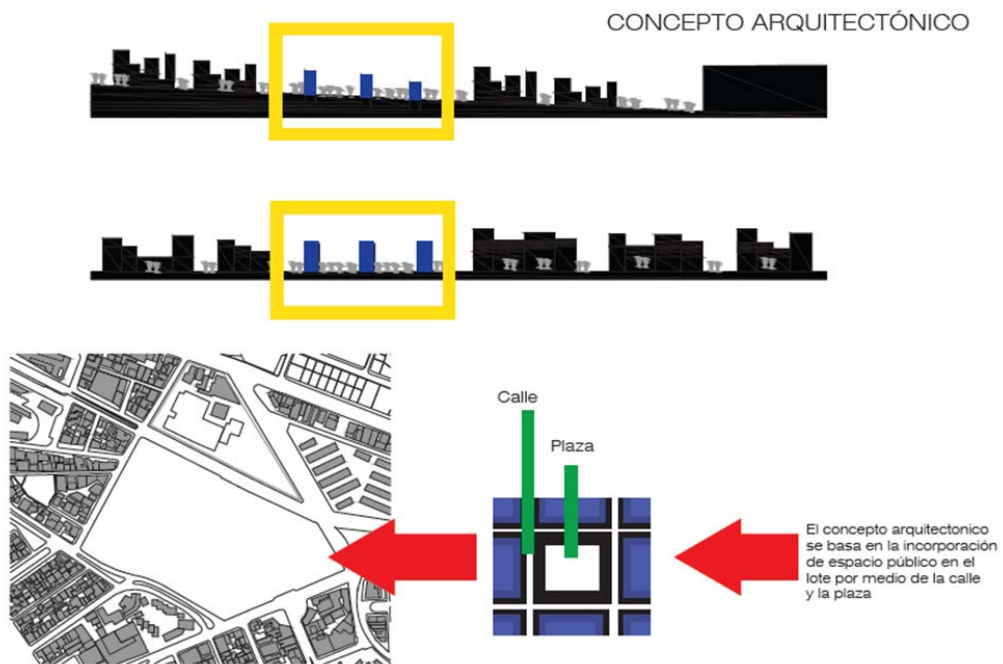 CONCEPTO ARQUITECTÓNICO
Calle
Plaza
El concepto arquitectonico
se basa en la incorporación
de espacio público en el
lote por medio de la calle
y la plaza